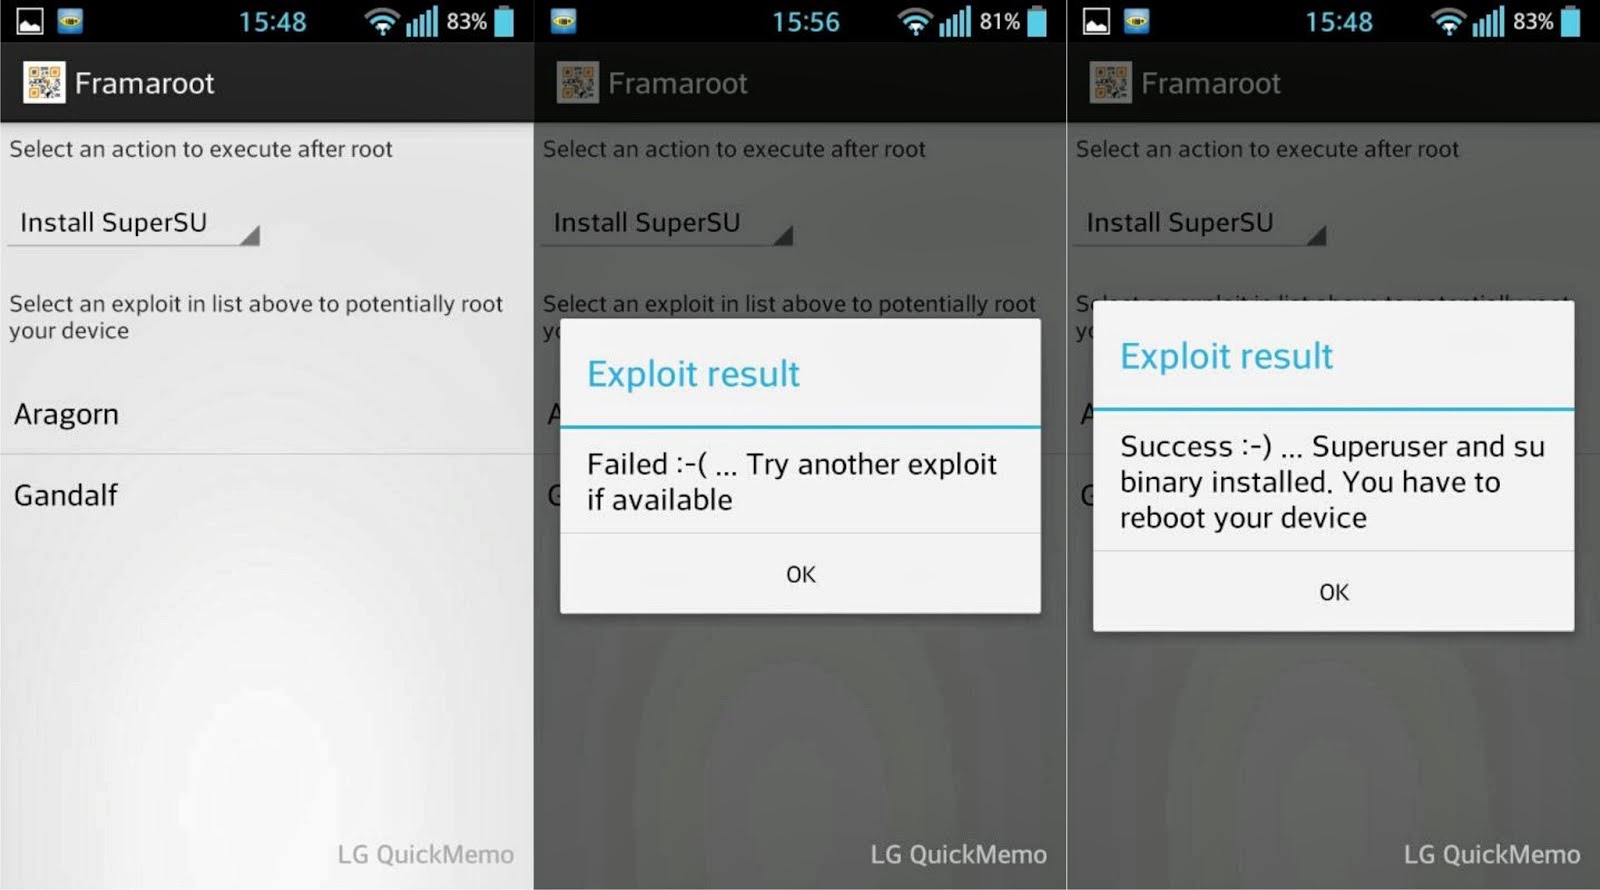 15:48 83%
Framaroot
Select an action to execute after root
Install SuperSU
Select an exploit in list above to potentially root
your device
Aragorn
Gandalf
LG QuickMemo
15:56 81%
Framaroot
Select an action to execute after root
Install SuperSU
Select an exploit in list above to potentially root
Exploit result
Failed :-( ... Try another exploit
if available
OK
LG QuickMemo
15:48 83%
Framaroot
Select an action to execute after root
Install SuperSU
Exploit result
Success :-) ... Superuser and su
binary installed. You have to
reboot your device
OK
LG QuickMemo